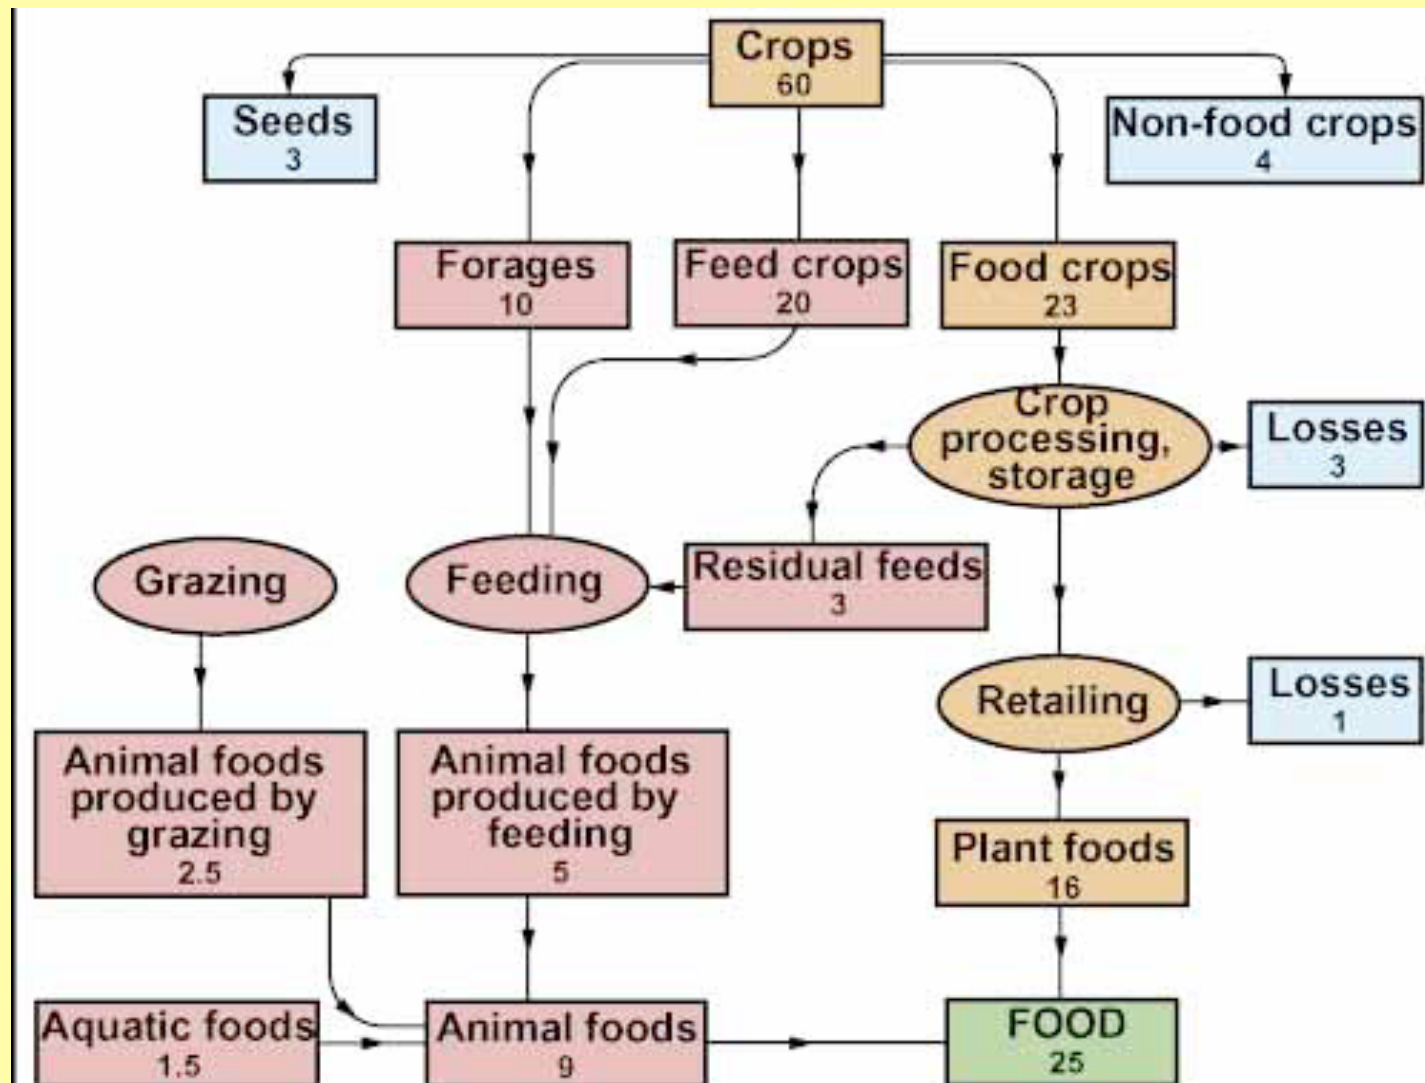 Crops
60
Seeds
3
Non-food crops
4
Forages
10
Feed crops
20
Food crops
23
Crop
processing,
storage
Losses
3
Grazing
Feeding
Residual feeds
3
Retailing
Losses
1
Animal foods
produced by
grazing
2.5
Animal foods
produced by
feeding
5
Plant foods
16
Aquatic foods
1.5
Animal foods
9
FOOD
25